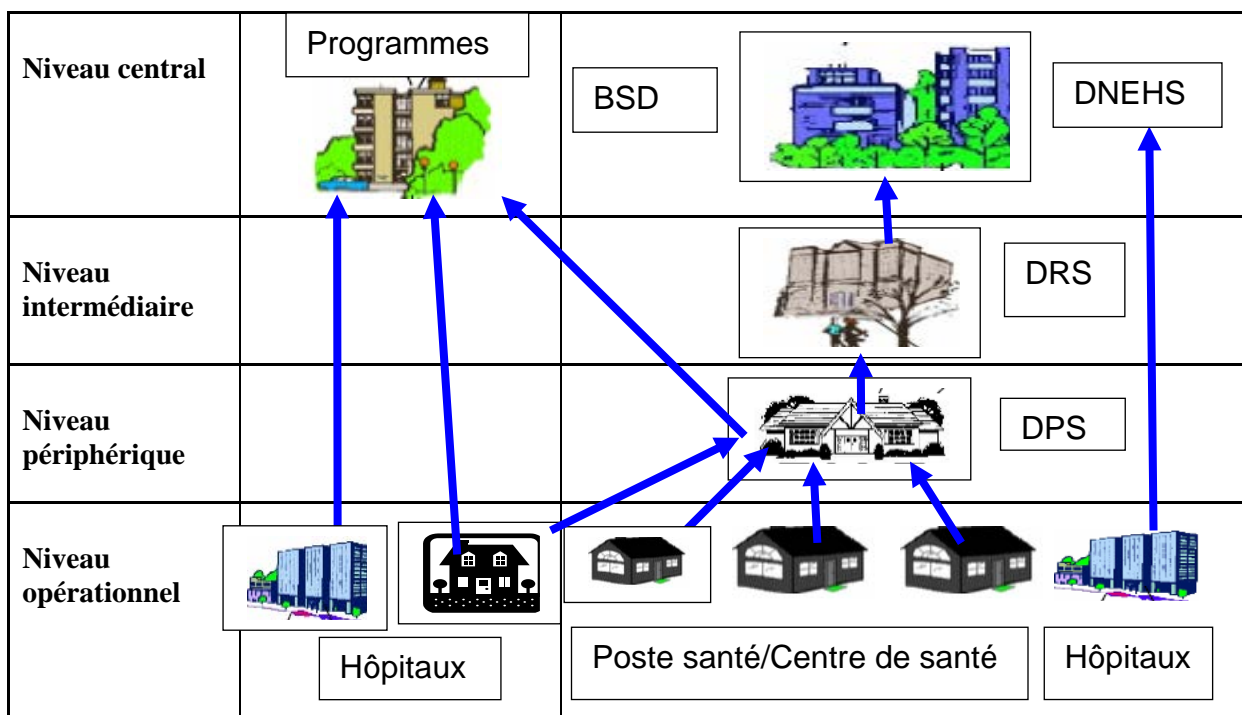 Programmes
Niveau central
BSD
DNEHS
Niveau
intermédiaire
DRS
Niveau
périphérique
DPS
Niveau
opérationnel
Hôpitaux
Poste santé/Centre de santé
Hôpitaux